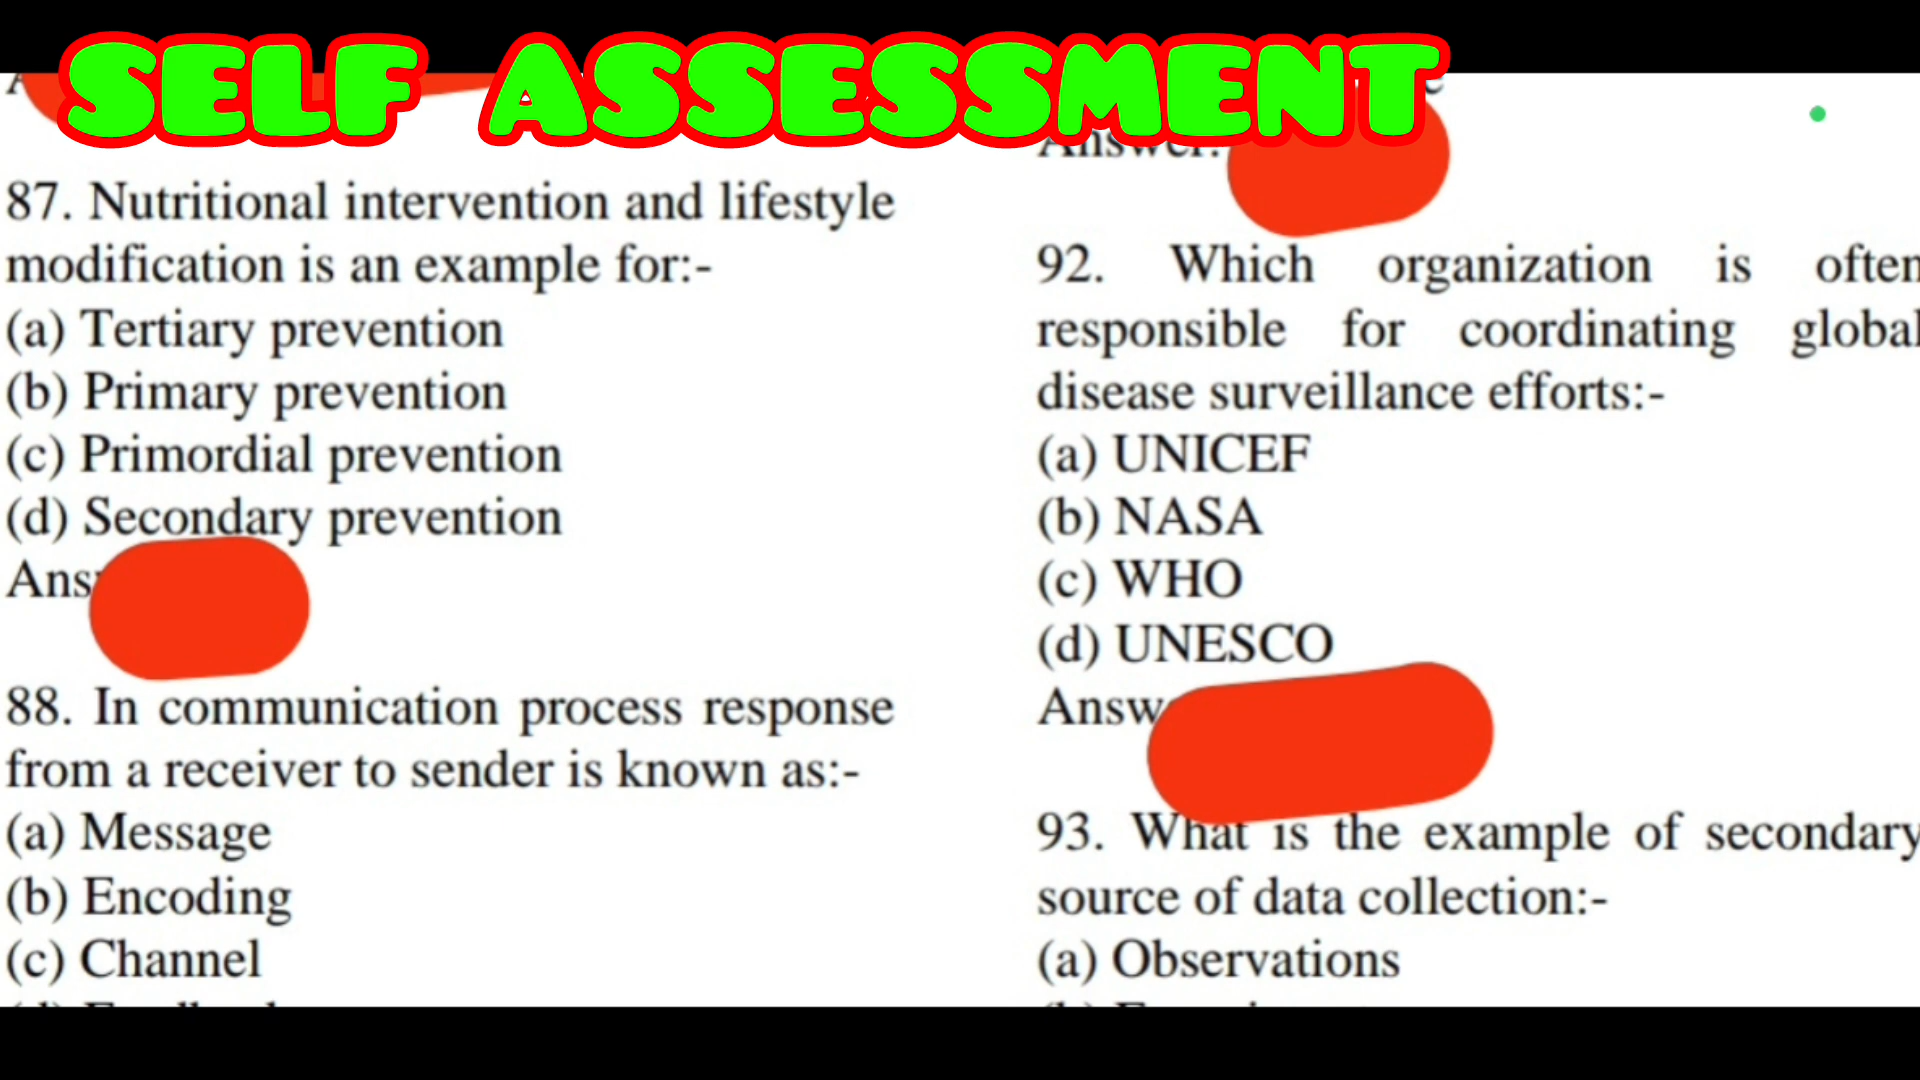 SELF ASSESSMENT
87. Nutritional intervention and lifestyle
modification is an example for:-
(a) Tertiary prevention
(b) Primary prevention
(c) Primordial prevention
(d) Secondary prevention
Ans
88. In communication process response
from a receiver to sender is known as:-
(a) Message
(b) Encoding
(c) Channel
Answer:
92. Which organization is often
responsible for coordinating global
disease surveillance efforts:-
(a) UNICEF
(b) NASA
(c) WHO
(d) UNESCO
Answ
93. What is the example of secondary
source of data collection:-
(a) Observations